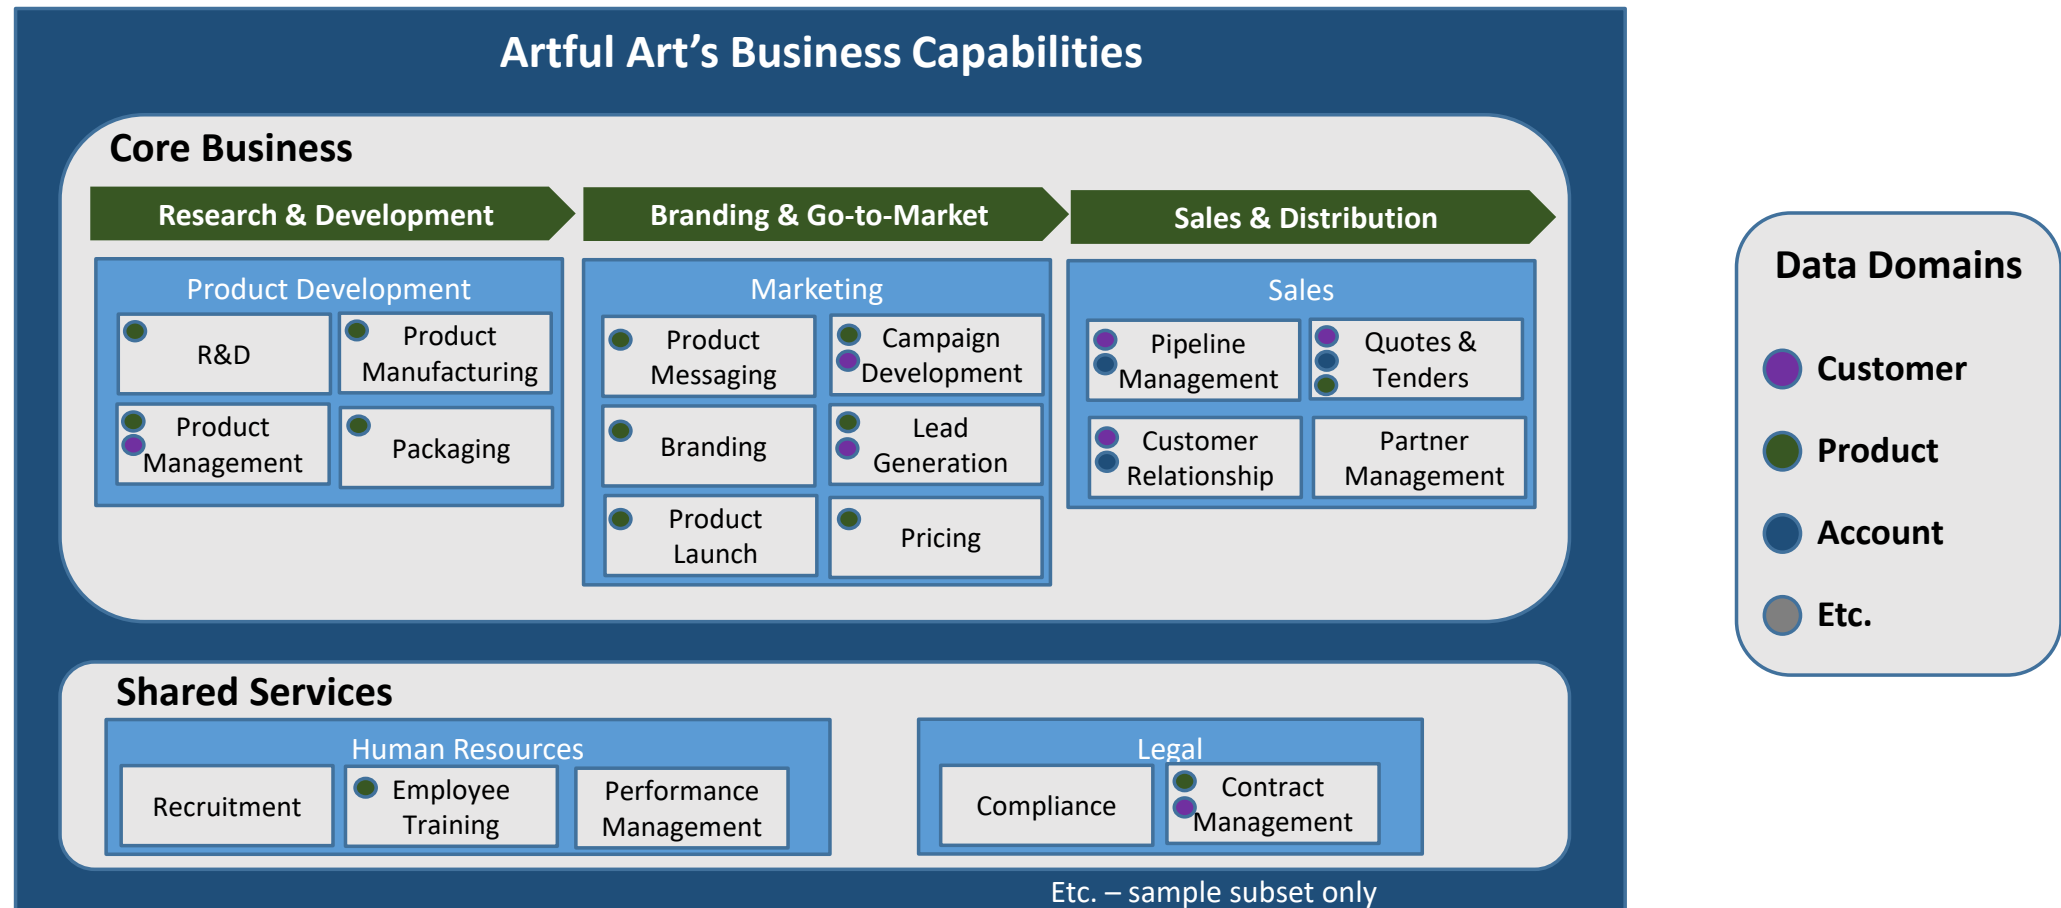 Artful Art’s Business Capabilities
Core Business
Research & Development
Branding & Go-to-Market
Sales & Distribution
Product Development
R&D
Product
Manufacturing
Product
Management
Packaging
Marketing
Product
Messaging
Campaign
Development
Branding
Lead
Generation
Product
Launch
Pricing
Sales
Pipeline
Management
Quotes &
Tenders
Customer
Relationship
Partner
Management
Shared Services
Human Resources
Recruitment
Employee
Training
Performance
Management
Legal
Compliance
Contract
Management
Etc. – sample subset only
Data Domains
Customer
Product
Account
Etc.